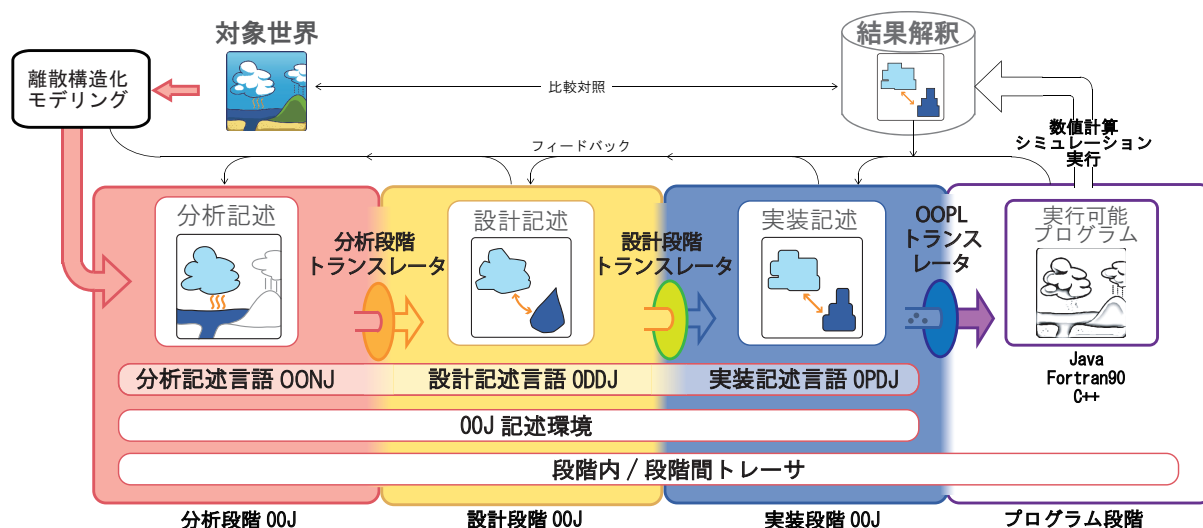 対象世界
結果解釈
離散構造化
モデリング
比較対照
数値計算
シミュレーション
実行
フィードバック
分析記述
設計記述
実装記述
実行可能
プログラム
分析段階
トランスレータ
設計段階
トランスレータ
OOPL
トランス
レータ
Java
Fortran90
C++
分析記述言語 OONJ
設計記述言語 ODDJ
実装記述言語 OPDJ
OOJ 記述環境
段階内 / 段階間トレーサ
分析段階 OOJ
設計段階 OOJ
実装段階 OOJ
プログラム段階